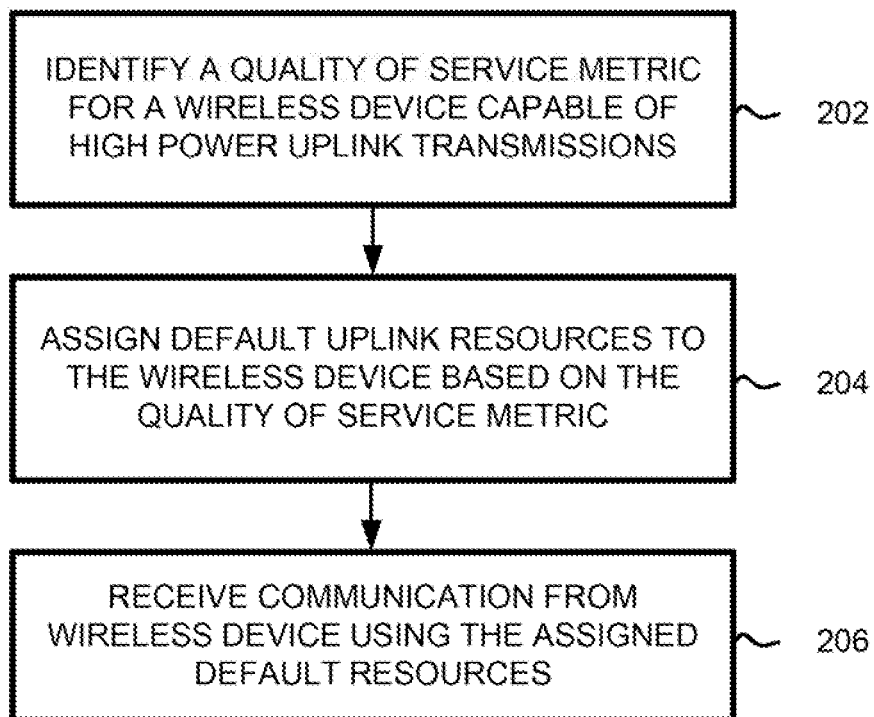 IDENTIFY A QUALITY OF SERVICE METRIC
FOR A WIRELESS DEVICE CAPABLE OF
HIGH POWER UPLINK TRANSMISSIONS
202
ASSIGN DEFAULT UPLINK RESOURCES TO
THE WIRELESS DEVICE BASED ON THE
QUALITY OF SERVICE METRIC
204
RECEIVE COMMUNICATION FROM
WIRELESS DEVICE USING THE ASSIGNED
DEFAULT RESOURCES
206